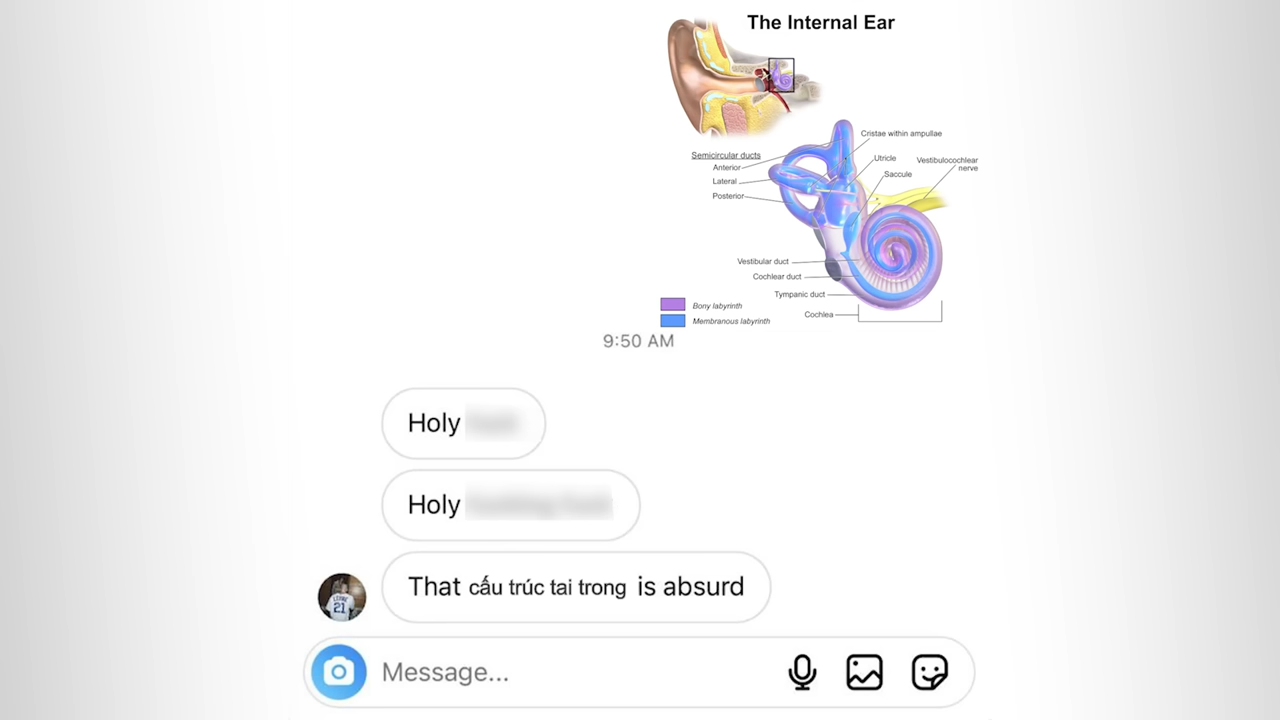 The Internal Ear
Cristae within ampullae
Semicircular ducts
Utricle
Vestibulocochlear
nerve
Anterior
Saccule
Lateral
Posterior
Vestibular duct
Cochlear duct
Tympanic duct
Bony labyrinth
Cochlea
Membranous labyrinth
9:50 AM
Holy
Holy
That cấu trúc tai trong is absurd
21
Message...